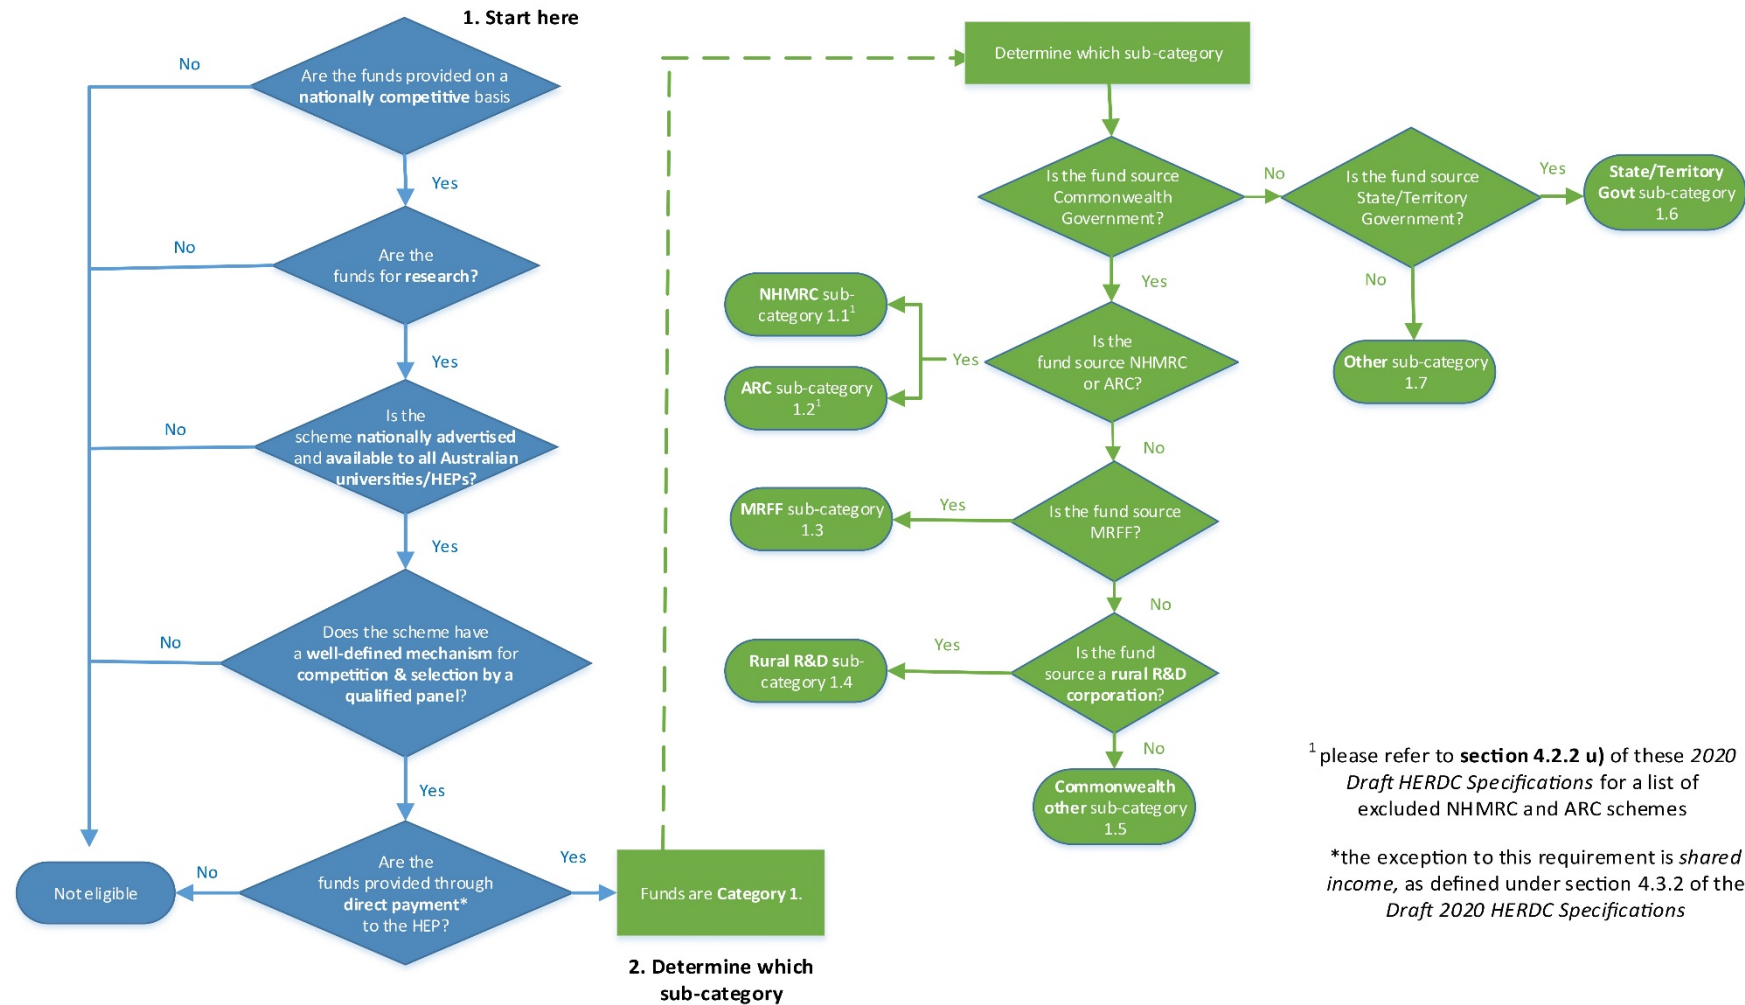 1. Start here
Are the funds provided on a
nationally competitive basis
No
Yes
Are the
funds for research?
No
Yes
Is the
scheme nationally advertised
and available to all Australian
universities/HEPs?
No
Yes
Does the scheme have
a well-defined mechanism for
competition & selection by a
qualified panel?
No
Yes
Are the
funds provided through
direct payment*
to the HEP?
No
Not eligible
Yes
Funds are Category 1.
2. Determine which
sub-category
Determine which sub-category
Is the fund source
Commonwealth
Government?
No
Is the fund source
State/Territory
Government?
Yes
State/Territory
Govt sub-category
1.6
No
Other sub-category
1.7
Yes
Is the
fund source NHMRC
or ARC?
Yes
NHMRC sub-
category 1.1¹
ARC sub-category
1.2¹
No
Is the fund source
MRFF?
Yes
MRFF sub-category
1.3
No
Is the fund
source a rural R&D
corporation?
Yes
Rural R&D sub-
category 1.4
No
Commonwealth
other sub-category
1.5
¹ please refer to section 4.2.2 u) of these 2020
Draft HERDC Specifications for a list of
excluded NHMRC and ARC schemes
*the exception to this requirement is shared
income, as defined under section 4.3.2 of the
Draft 2020 HERDC Specifications